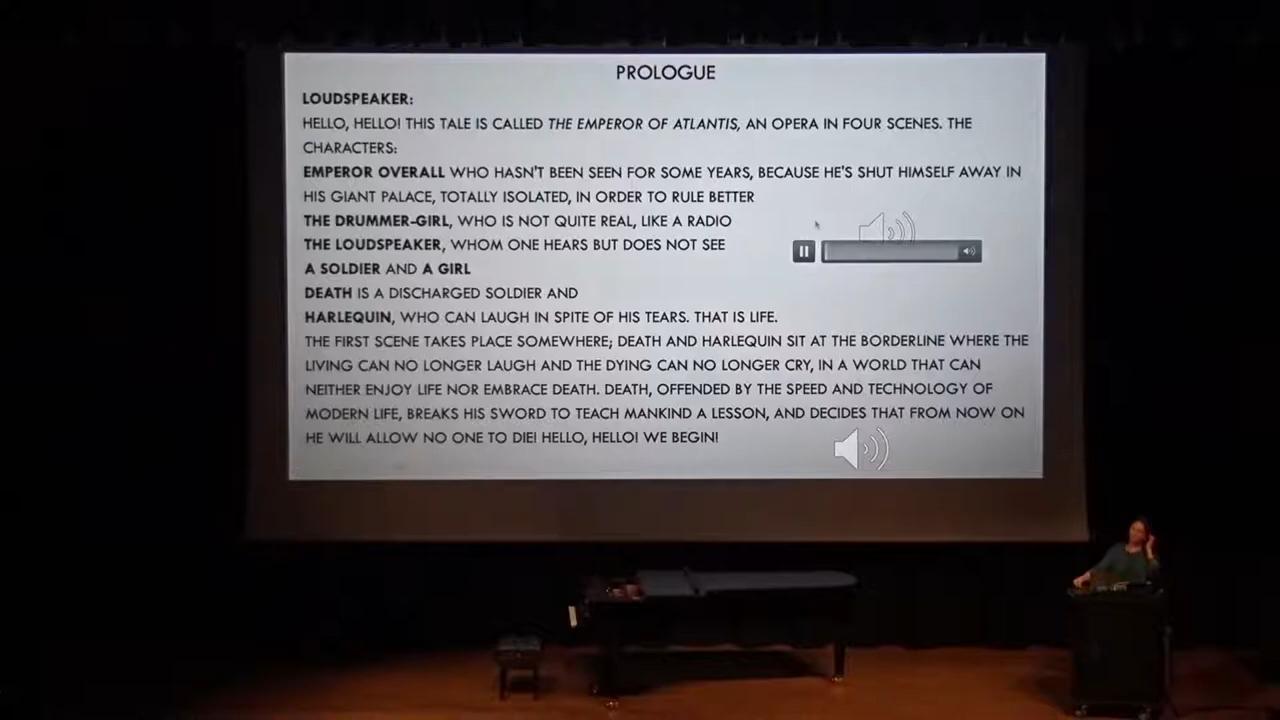 PROLOGUE
LOUDSPEAKER:
HELLO, HELLO! THIS TALE IS CALLED THE EMPEROR OF ATLANTIS, AN OPERA IN FOUR SCENES. THE
CHARACTERS:
EMPEROR OVERALL WHO HASN'T BEEN SEEN FOR SOME YEARS, BECAUSE HE'S SHUT HIMSELF AWAY IN
HIS GIANT PALACE, TOTALLY ISOLATED, IN ORDER TO RULE BETTER
THE DRUMMER-GIRL, WHO IS NOT QUITE REAL, LIKE A RADIO
THE LOUDSPEAKER, WHOM ONE HEARS BUT DOES NOT SEE
A SOLDIER AND A GIRL
DEATH IS A DISCHARGED SOLDIER AND
HARLEQUIN, WHO CAN LAUGH IN SPITE OF HIS TEARS. THAT IS LIFE.
THE FIRST SCENE TAKES PLACE SOMEWHERE; DEATH AND HARLEQUIN SIT AT THE BORDERLINE WHERE THE
LIVING CAN NO LONGER LAUGH AND THE DYING CAN NO LONGER CRY, IN A WORLD THAT CAN
NEITHER ENJOY LIFE NOR EMBRACE DEATH. DEATH, OFFENDED BY THE SPEED AND TECHNOLOGY OF
MODERN LIFE, BREAKS HIS SWORD TO TEACH MANKIND A LESSON, AND DECIDES THAT FROM NOW ON
HE WILL ALLOW NO ONE TO DIE! HELLO, HELLO! WE BEGIN!